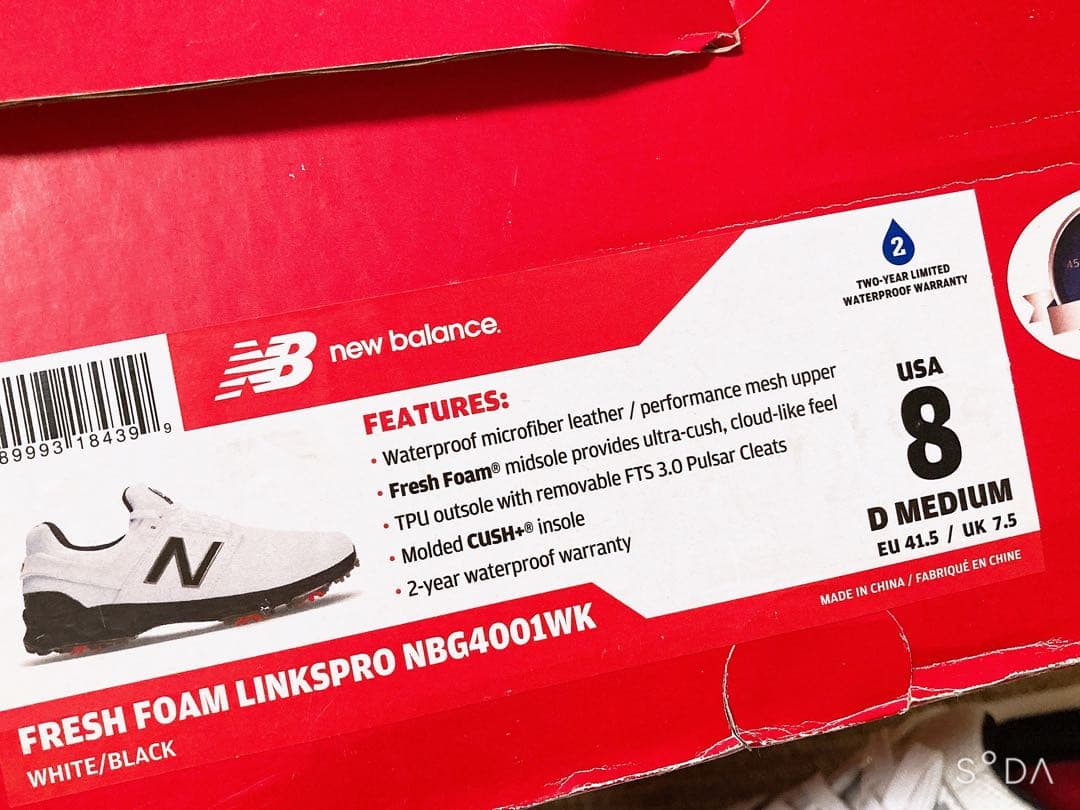 2
TWO-YEAR LIMITED
WATERPROOF WARRANTY
NB new balance.
89993 18439 9
FEATURES:
• Waterproof microfiber leather / performance mesh upper
• Fresh Foam® midsole provides ultra-cush, cloud-like feel
• TPU outsole with removable FTS 3.0 Pulsar Cleats
• Molded CUSH+® insole
• 2-year waterproof warranty
USA
8
D MEDIUM
EU 41.5 / UK 7.5
MADE IN CHINA / FABRIQUÉ EN CHINE
N
FRESH FOAM LINKSPRO NBG4001WK
WHITE/BLACK
45
SODA